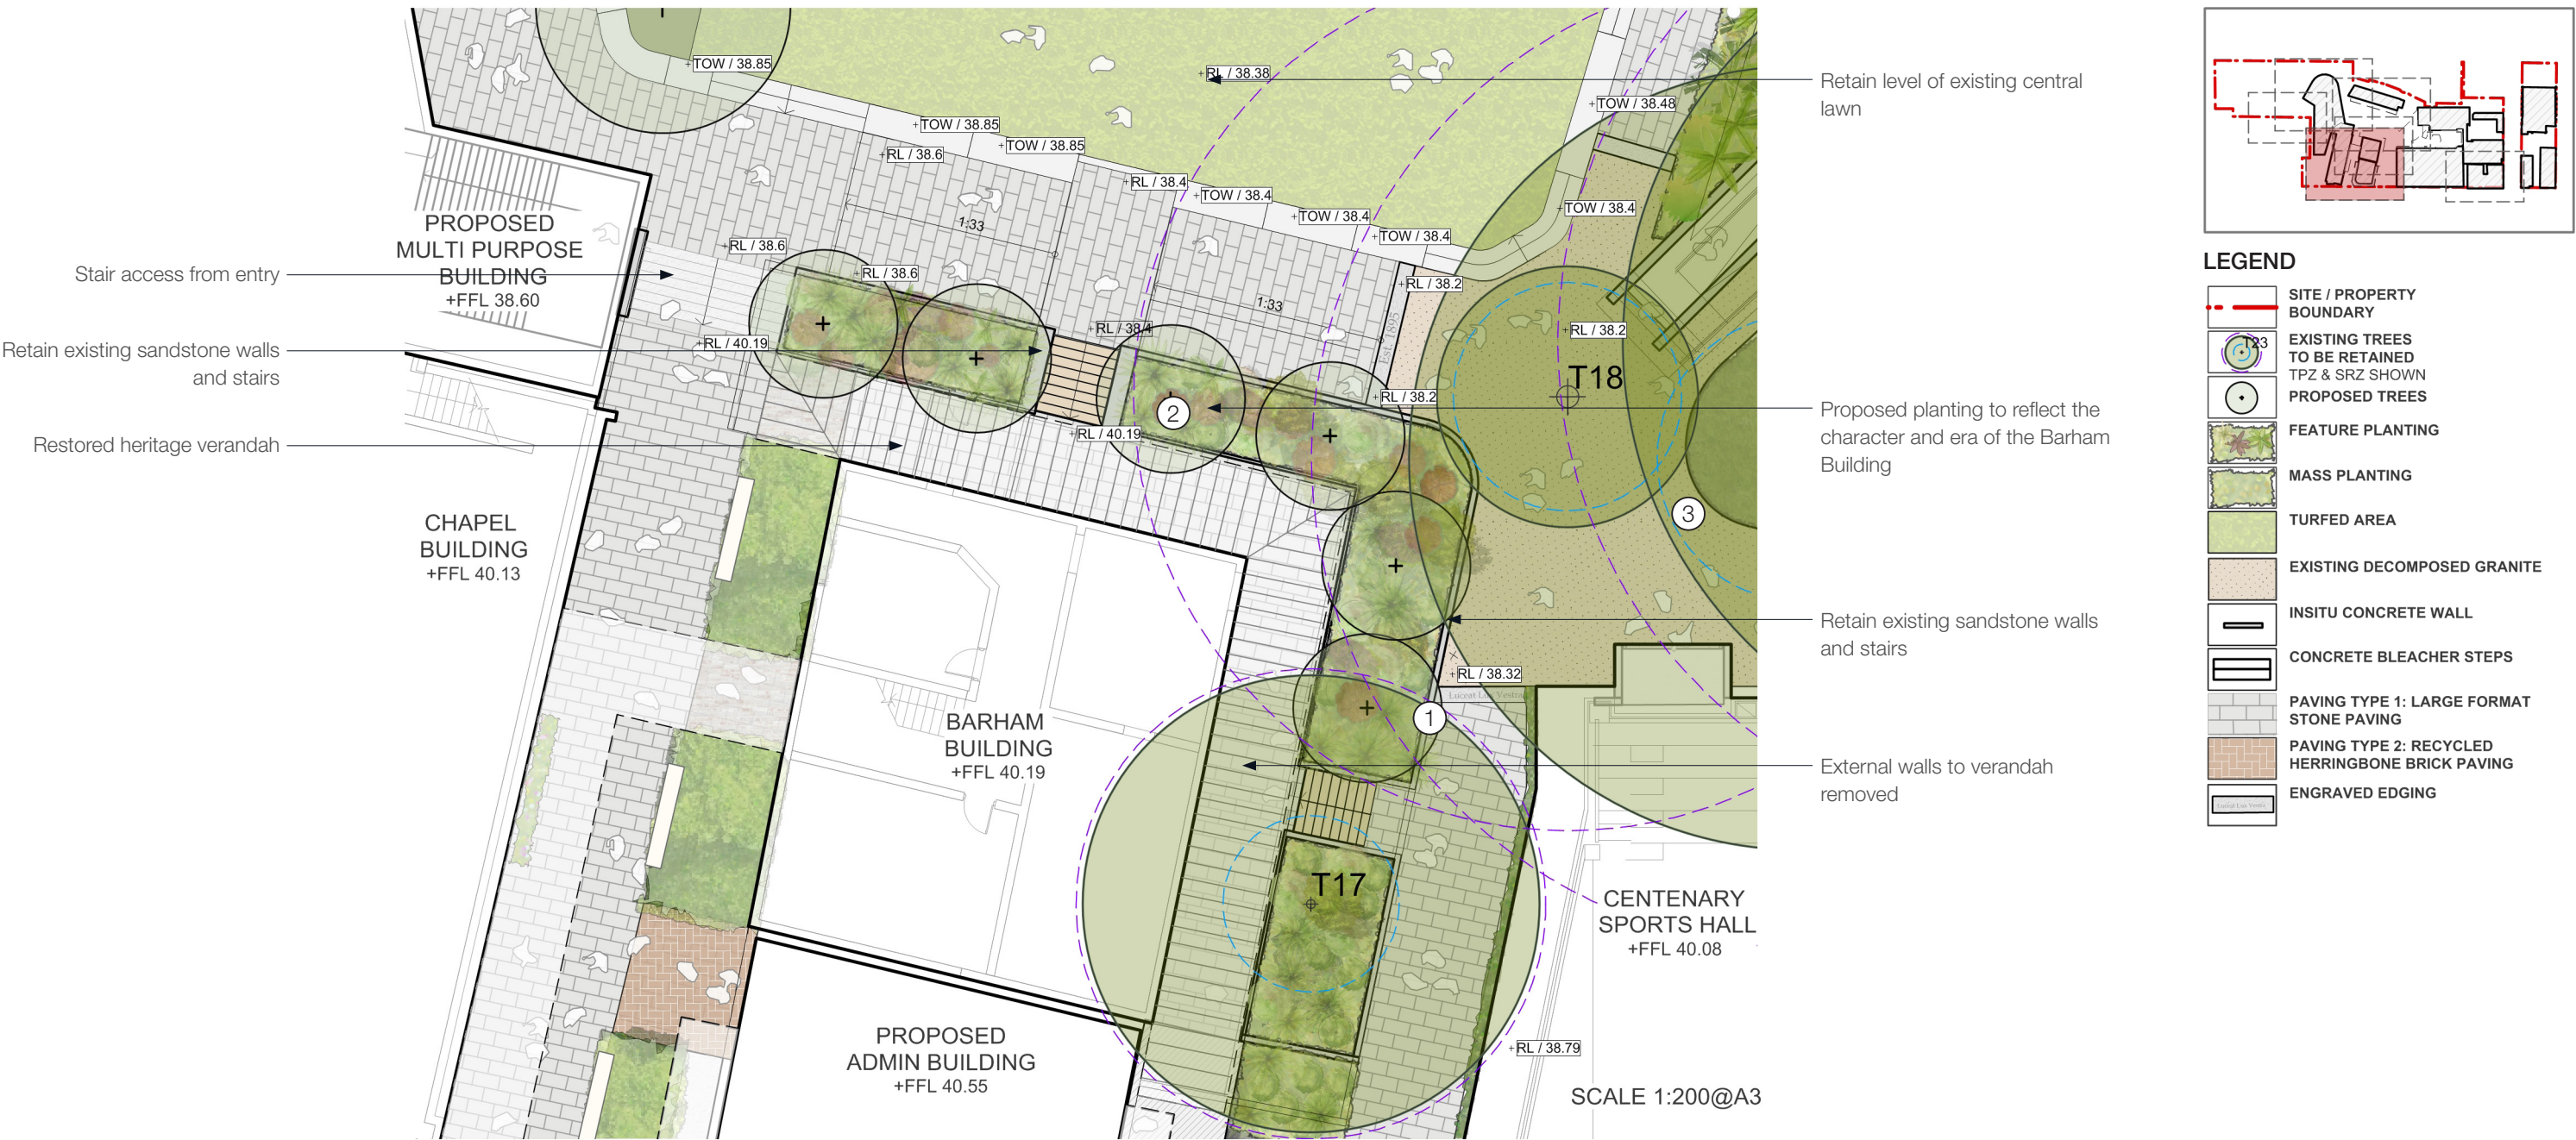 TOW / 38.85
RL / 38.38
Retain level of existing central
lawn
TOW / 38.48
TOW / 38.85
TOW / 38.85
RL / 38.6
RL / 38.4
TOW / 38.4
TOW / 38.4
TOW / 38.4
TOW / 38.4
PROPOSED
MULTI PURPOSE
BUILDING
+FFL 38.60
RL / 38.6
RL / 38.6
1:33
1:33
RL / 38.2
Est. 1895
Stair access from entry
RL / 38.4
RL / 38.2
RL / 40.19
Retain existing sandstone walls
and stairs
T18
RL / 38.2
2
Proposed planting to reflect the
character and era of the Barham
Building
RL / 40.19
Restored heritage verandah
CHAPEL
BUILDING
+FFL 40.13
3
Retain existing sandstone walls
and stairs
RL / 38.32
Luceat Lux Vestra
1
BARHAM
BUILDING
+FFL 40.19
External walls to verandah
removed
T17
CENTENARY
SPORTS HALL
+FFL 40.08
PROPOSED
ADMIN BUILDING
+FFL 40.55
RL / 38.79
SCALE 1:200@A3
LEGEND
SITE / PROPERTY
BOUNDARY
T23
EXISTING TREES
TO BE RETAINED
TPZ & SRZ SHOWN
PROPOSED TREES
FEATURE PLANTING
MASS PLANTING
TURFED AREA
EXISTING DECOMPOSED GRANITE
INSITU CONCRETE WALL
CONCRETE BLEACHER STEPS
PAVING TYPE 1: LARGE FORMAT
STONE PAVING
PAVING TYPE 2: RECYCLED
HERRINGBONE BRICK PAVING
ENGRAVED EDGING